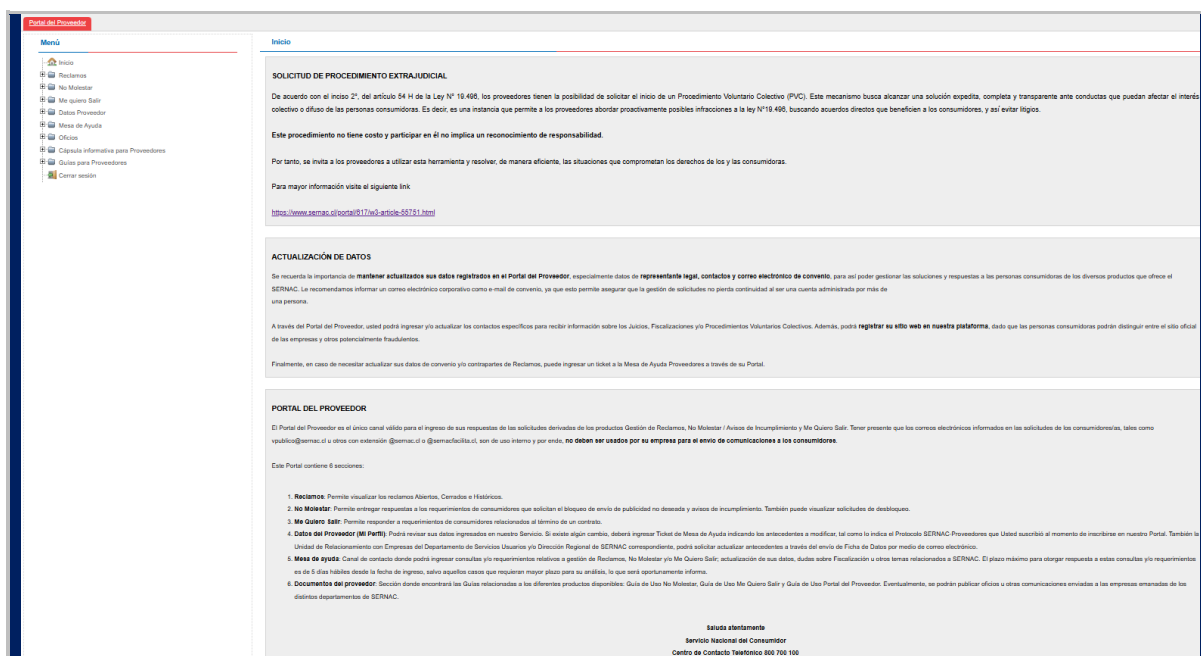 Portal del Proveedor
Menú
Inicio
Reclamos
No Molestar
Me quiero Salir
Datos Proveedor
Mesa de Ayuda
Oficios
Cápsula informativa para Proveedores
Guías para Proveedores
Cerrar sesión
Inicio
SOLICITUD DE PROCEDIMIENTO EXTRAJUDICIAL
De acuerdo con el inciso 2°, del artículo 54 H de la Ley N° 19.496, los proveedores tienen la posibilidad de solicitar el inicio de un Procedimiento Voluntario Colectivo (PVC). Este mecanismo busca alcanzar una solución expedita, completa y transparente ante conductas que puedan afectar el interés
colectivo o difuso de las personas consumidoras. Es decir, es una instancia que permite a los proveedores abordar proactivamente posibles infracciones a la ley N°19.496, buscando acuerdos directos que beneficien a los consumidores, y así evitar litigios.
Este procedimiento no tiene costo y participar en él no implica un reconocimiento de responsabilidad.
Por tanto, se invita a los proveedores a utilizar esta herramienta y resolver, de manera eficiente, las situaciones que comprometan los derechos de los y las consumidoras.
Para mayor información visite el siguiente link
https://www.sernac.cl/portal/617/w3-article-55751.html
ACTUALIZACIÓN DE DATOS
Se recuerda la importancia de mantener actualizados sus datos registrados en el Portal del Proveedor, especialmente datos de representante legal, contactos y correo electrónico de convenio, para así poder gestionar las soluciones y respuestas a las personas consumidoras de los diversos productos que ofrece el
SERNAC. Le recomendamos informar un correo electrónico corporativo como e-mail de convenio, ya que esto permite asegurar que la gestión de solicitudes no pierda continuidad al ser una cuenta administrada por más de
una persona.
A través del Portal del Proveedor, usted podrá ingresar y/o actualizar los contactos específicos para recibir información sobre los Juicios, Fiscalizaciones y/o Procedimientos Voluntarios Colectivos. Además, podrá registrar su sitio web en nuestra plataforma, dado que las personas consumidoras podrán distinguir entre el sitio oficial
de las empresas y otros potencialmente fraudulentos.
Finalmente, en caso de necesitar actualizar sus datos de convenio y/o contrapartes de Reclamos, puede ingresar un ticket a la Mesa de Ayuda Proveedores a través de su Portal.
PORTAL DEL PROVEEDOR
El Portal del Proveedor es el único canal válido para el ingreso de sus respuestas de las solicitudes derivadas de los productos Gestión de Reclamos, No Molestar / Avisos de Incumplimiento y Me Quiero Salir. Tener presente que los correos electrónicos informados en las solicitudes de los consumidores/as, tales como
vpublico@sernac.cl u otros con extensión @sernac.cl o @sernacfacilita.cl, son de uso interno y por ende, no deben ser usados por su empresa para el envío de comunicaciones a los consumidores.
Este Portal contiene 6 secciones:
1. Reclamos: Permite visualizar los reclamos Abiertos, Cerrados e Históricos.
2. No Molestar: Permite entregar respuestas a los requerimientos de consumidores que solicitan el bloqueo de envío de publicidad no deseada y avisos de incumplimiento. También puede visualizar solicitudes de desbloqueo.
3. Me Quiero Salir: Permite responder a requerimientos de consumidores relacionados al término de un contrato.
4. Datos del Proveedor (Mi Perfil): Podrá revisar sus datos ingresados en nuestro Servicio. Si existe algún cambio, deberá ingresar Ticket de Mesa de Ayuda indicando los antecedentes a modificar, tal como lo indica el Protocolo SERNAC-Proveedores que Usted suscribió al momento de inscribirse en nuestro Portal. También la
Unidad de Relacionamiento con Empresas del Departamento de Servicios Usuarios y/o Dirección Regional de SERNAC correspondiente, podrá solicitar actualizar antecedentes a través del envío de Ficha de Datos por medio de correo electrónico.
5. Mesa de ayuda: Canal de contacto donde podrá ingresar consultas y/o requerimientos relativos a gestión de Reclamos, No Molestar y/o Me Quiero Salir; actualización de sus datos, dudas sobre Fiscalización u otros temas relacionados a SERNAC. El plazo máximo para otorgar respuesta a estas consultas y/o requerimientos
es de 5 días hábiles desde la fecha de ingreso, salvo aquellos casos que requieran mayor plazo para su análisis, lo que será oportunamente informa.
6. Documentos del proveedor: Sección donde encontrará las Guías relacionadas a los diferentes productos disponibles: Guía de Uso No Molestar, Guía de Uso Me Quiero Salir y Guía de Uso Portal del Proveedor. Eventualmente, se podrán publicar oficios u otras comunicaciones enviadas a las empresas emanadas de los
distintos departamentos de SERNAC.
Saluda atentamente
Servicio Nacional del Consumidor
Centro de Contacto Telefónico 800 700 100